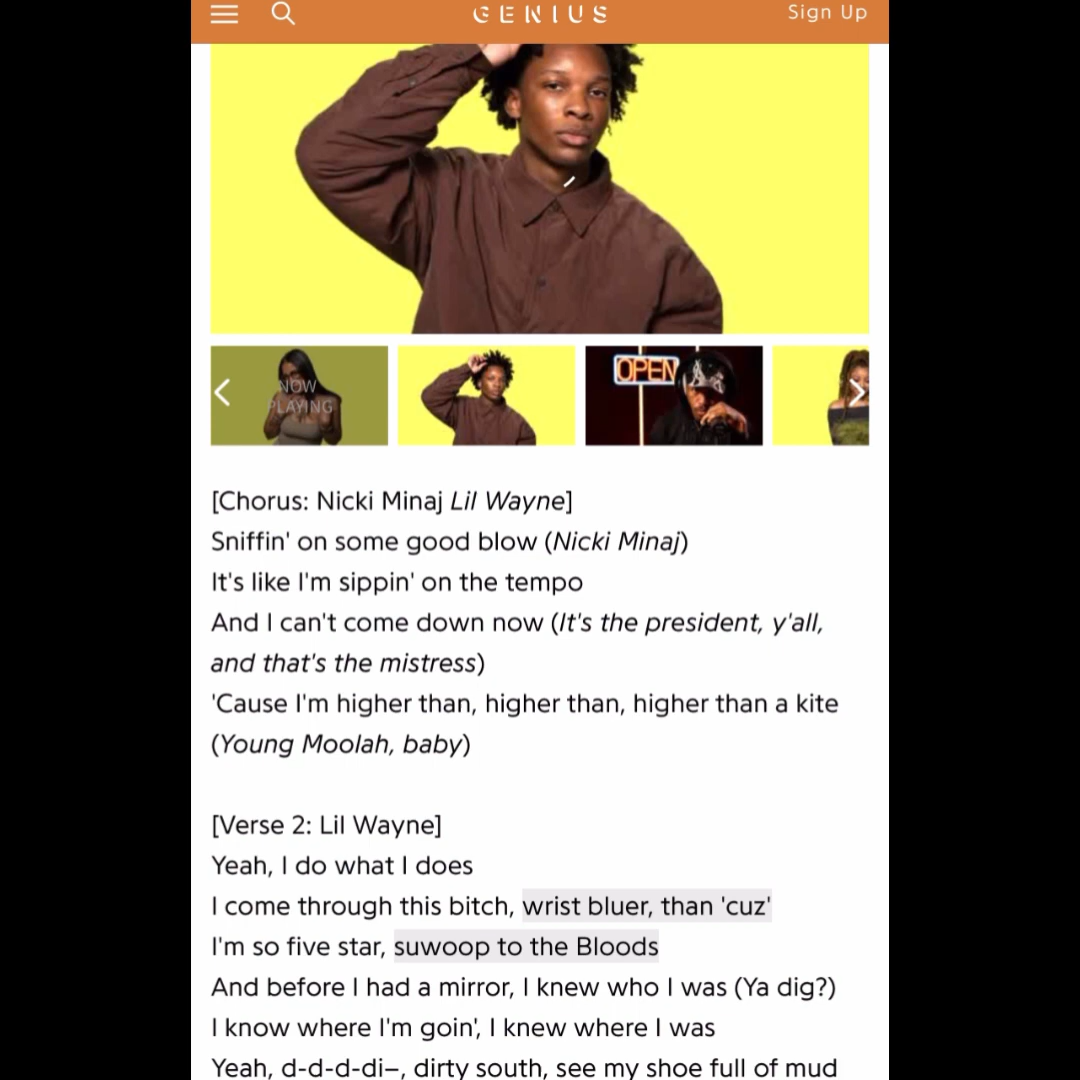 GENIUS
Sign Up
NOW
PLAYING
OPEN
[Chorus: Nicki Minaj Lil Wayne]
Sniffin' on some good blow (Nicki Minaj)
It's like I'm sippin' on the tempo
And I can't come down now (It's the president, y'all,
and that's the mistress)
'Cause I'm higher than, higher than, higher than a kite
(Young Moolah, baby)
[Verse 2: Lil Wayne]
Yeah, I do what I does
I come through this bitch, wrist bluer, than 'cuz'
I'm so five star, suwoop to the Bloods
And before I had a mirror, I knew who I was (Ya dig?)
I know where I'm goin', I knew where I was
Yeah, d-d-d-di–, dirty south, see my shoe full of mud